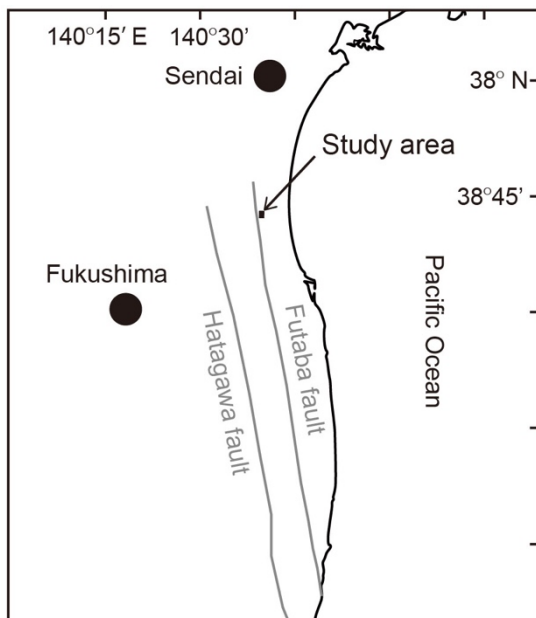 140°15′ E 140°30′
Sendai
38° N
Study area
38°45′
Fukushima
Pacific Ocean
Futaba fault
Hatagawa fault